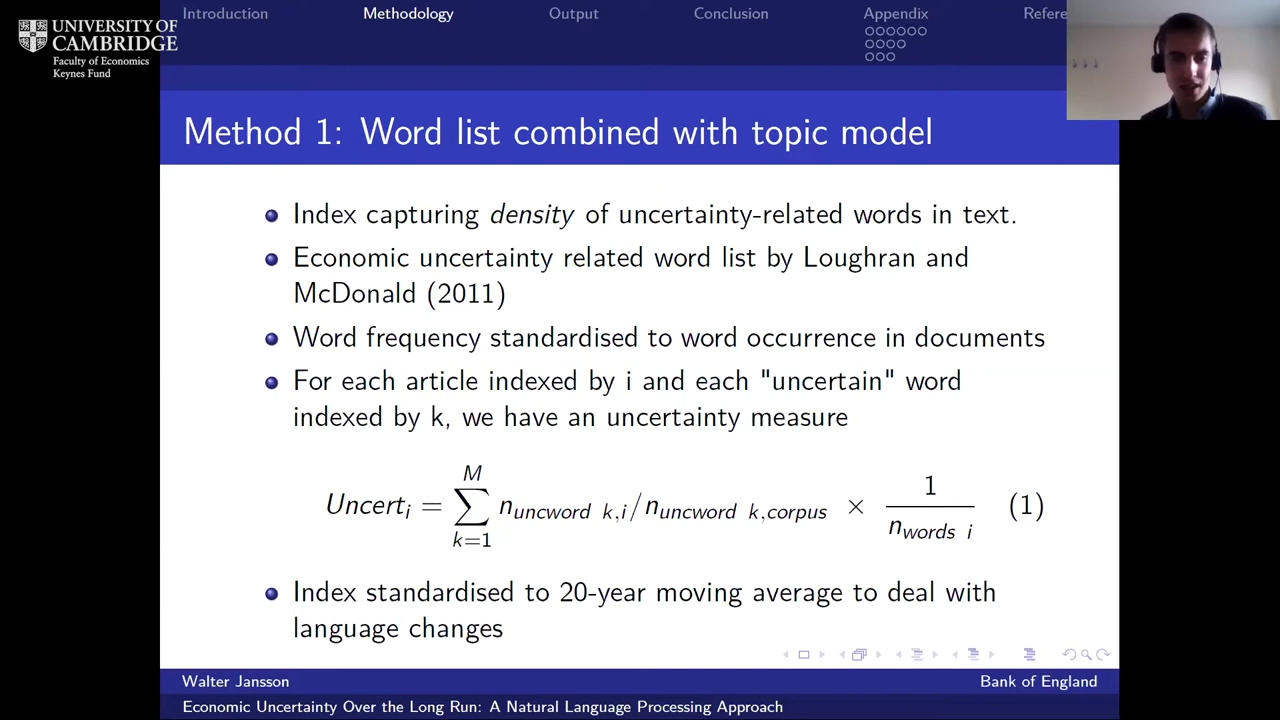 Introduction Methodology Output Conclusion Appendix Refere
UNIVERSITY OF
CAMBRIDGE
Faculty of Economics
Keynes Fund
Method 1: Word list combined with topic model
Index capturing density of uncertainty-related words in text.
Economic uncertainty related word list by Loughran and
McDonald (2011)
Word frequency standardised to word occurrence in documents
For each article indexed by i and each "uncertain" word
indexed by k, we have an uncertainty measure
Uncert_i = \sum_{k=1}^{M} n_{uncword k,i}/n_{uncword k,corpus} × \frac{1}{n_{words i}} (1)
Index standardised to 20-year moving average to deal with
language changes
Walter Jansson Bank of England
Economic Uncertainty Over the Long Run: A Natural Language Processing Approach